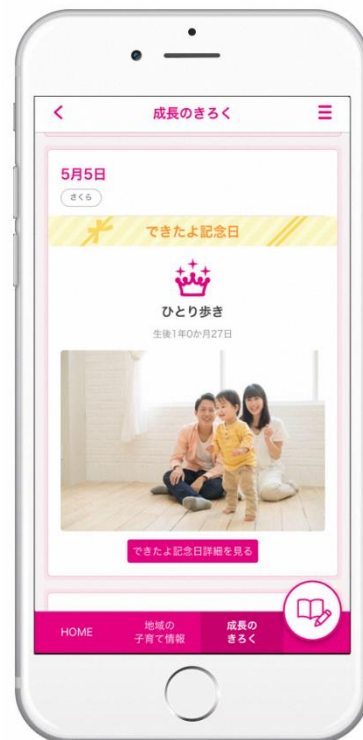 成長のきろく
5月5日
さくら
できたよ記念日
ひとり歩き
生後1年0か月27日
できたよ記念日詳細を見る
HOME
地域の
子育て情報
成長の
きろく